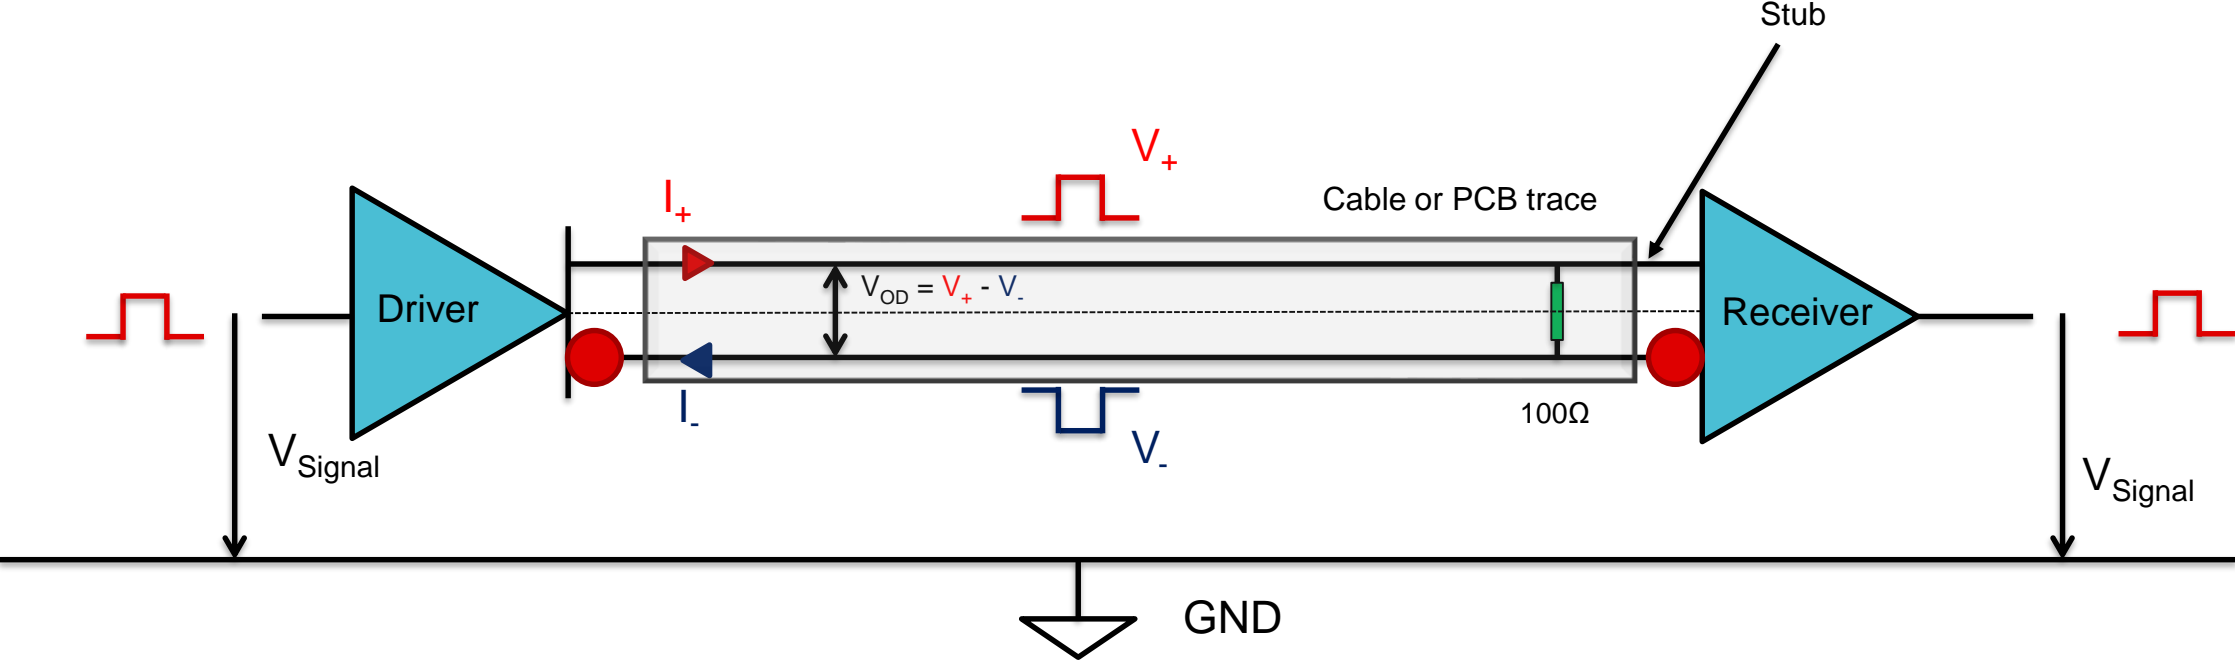 Stub
V+
I+
Cable or PCB trace
VOD = V+ - V-
Driver
Receiver
I-
100Ω
V-
VSignal
VSignal
GND